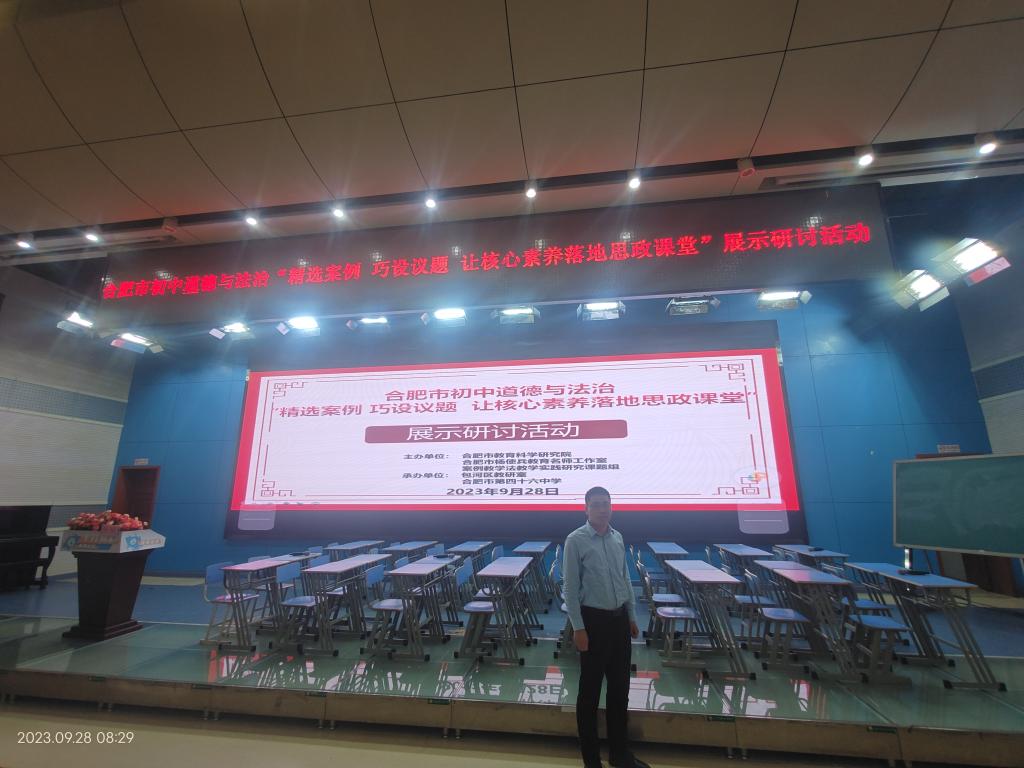 合肥市初中道德与法治“精选案例 巧设议题 让核心素养落地思政课堂”展示研讨活动
合肥市初中道德与法治
“精选案例 巧设议题 让核心素养落地思政课堂”
展示研讨活动
主办单位： 合肥市教育科学研究院
合肥市杨使兵教育名师工作室
案例教学法教学实践研究课题组
承办单位： 包河区教研室
合肥市第四十六中学
2023年9月28日
2023.09.28 08:29